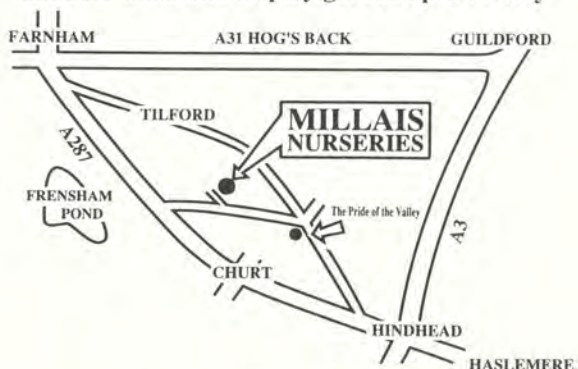 FARNHAM
A31 HOG'S BACK
GUILDFORD
TILFORD
MILLAIS
NURSERIES
A287
FRENSHAM
POND
The Pride of the Valley
A3
CHURT
HINDHEAD
HASLEMERE